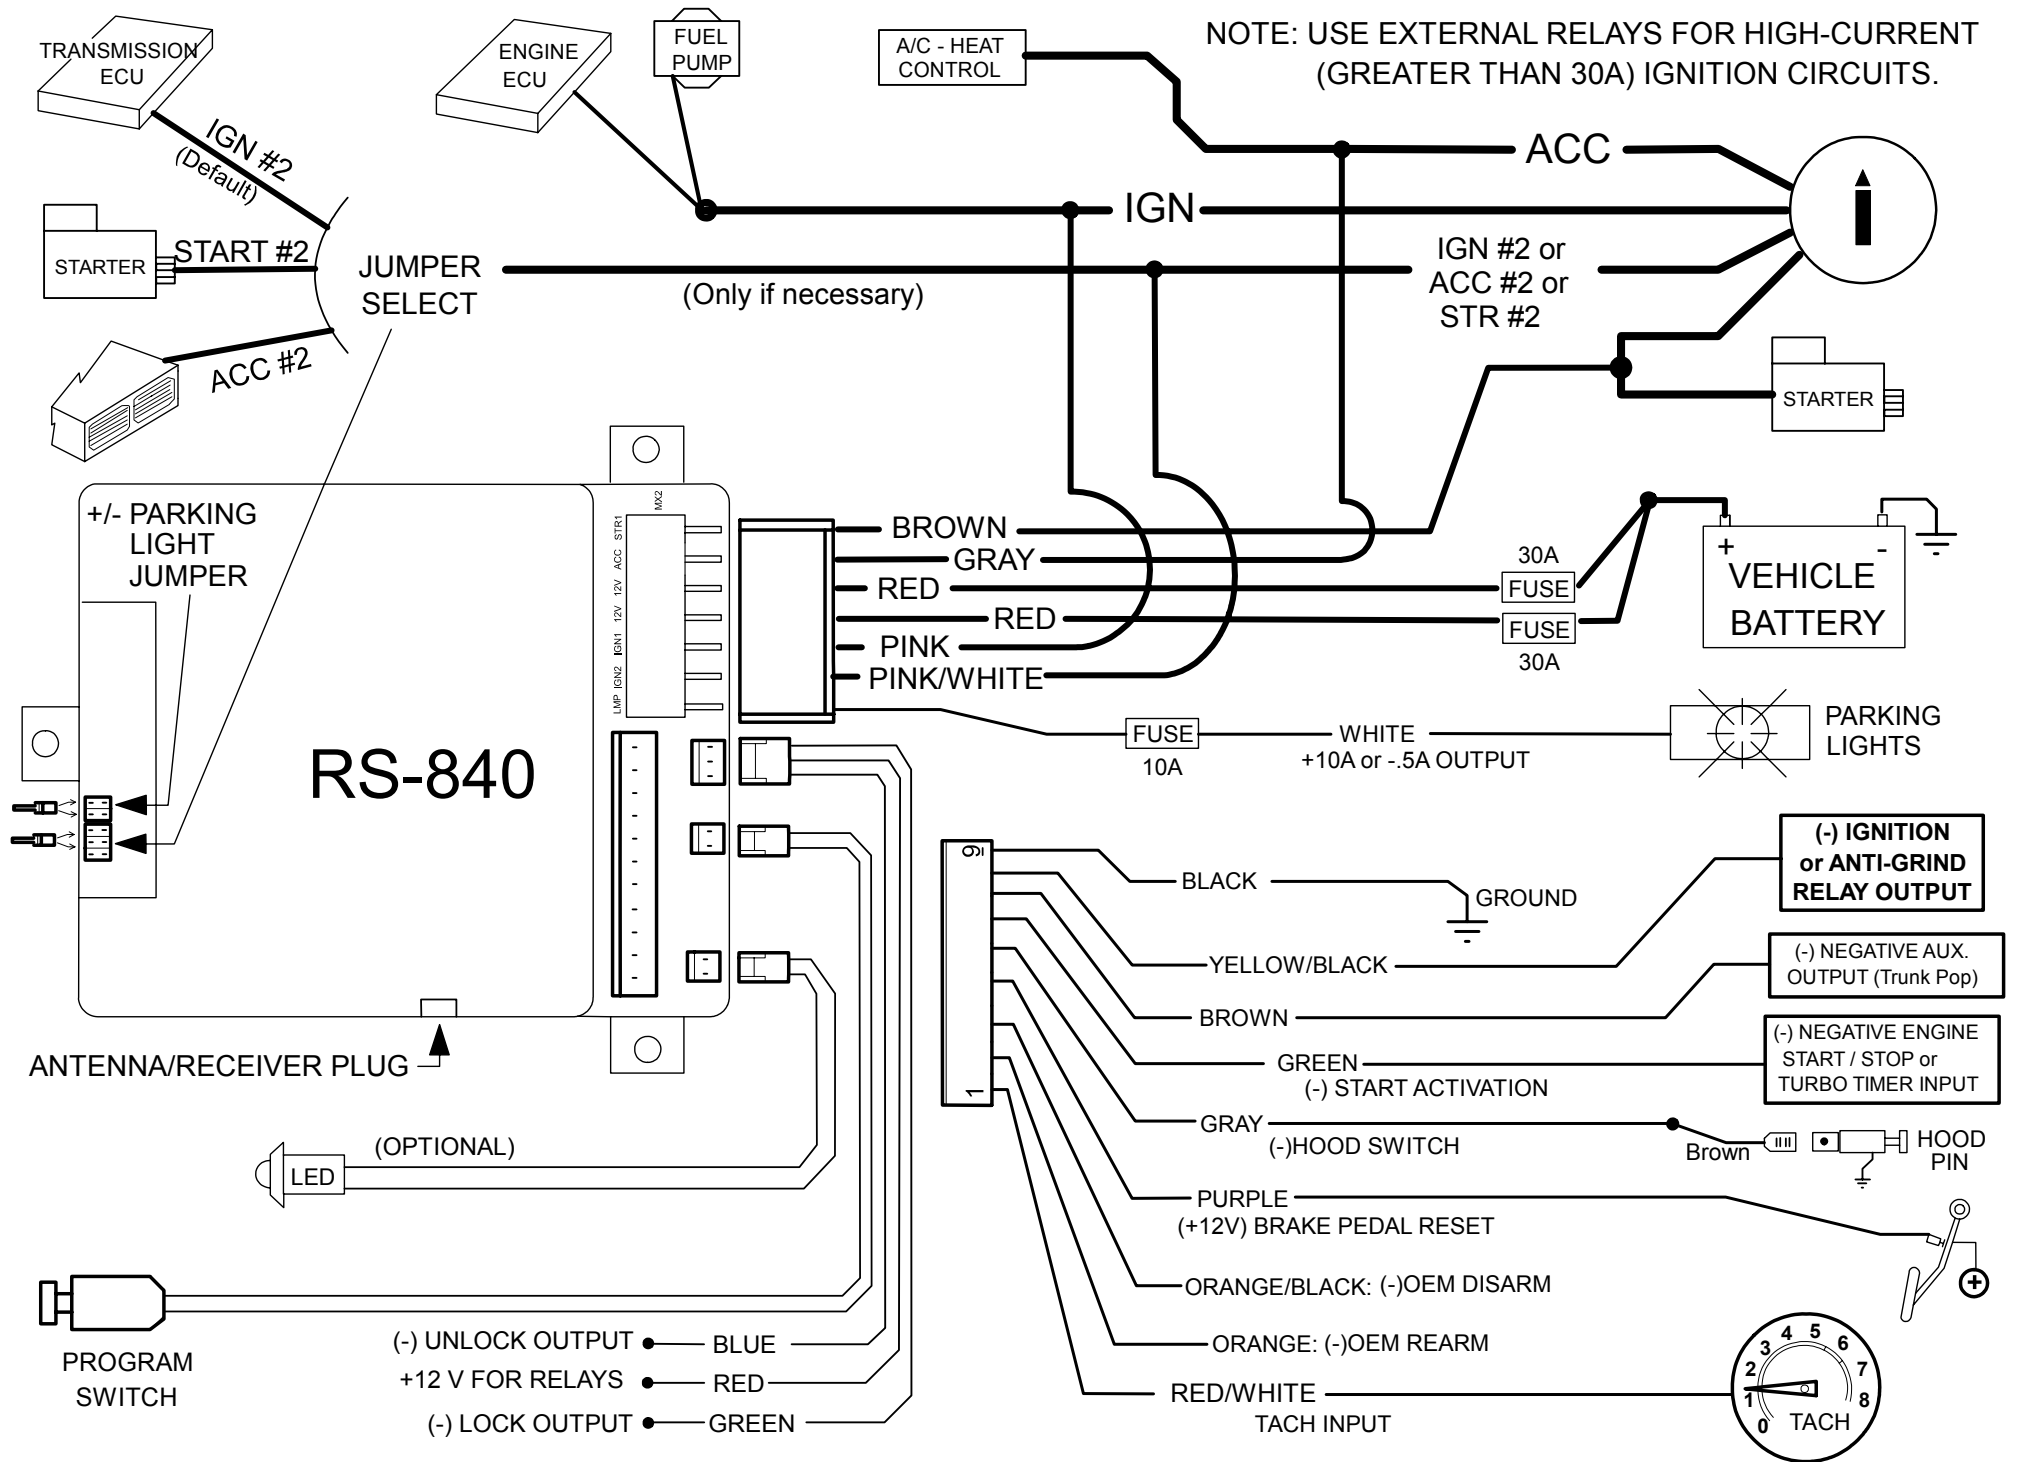 NOTE: USE EXTERNAL RELAYS FOR HIGH-CURRENT
(GREATER THAN 30A) IGNITION CIRCUITS.
TRANSMISSION
ECU
ENGINE
ECU
FUEL
PUMP
A/C - HEAT
CONTROL
IGN #2
(Default)
START #2
STARTER
ACC #2
JUMPER
SELECT
(Only if necessary)
ACC
IGN
IGN #2 or
ACC #2 or
STR #2
STARTER
+/- PARKING
LIGHT
JUMPER
RS-840
MX2
STR1
ACC
12V
12V
IGN1
IGN2
LMP
BROWN
GRAY
RED
RED
PINK
PINK/WHITE
30A
FUSE
FUSE
30A
+
-
VEHICLE
BATTERY
FUSE
10A
WHITE
+10A or -.5A OUTPUT
PARKING
LIGHTS
9
1
BLACK
GROUND
YELLOW/BLACK
(-) IGNITION
or ANTI-GRIND
RELAY OUTPUT
BROWN
(-) NEGATIVE AUX.
OUTPUT (Trunk Pop)
GREEN
(-) START ACTIVATION
(-) NEGATIVE ENGINE
START / STOP or
TURBO TIMER INPUT
GRAY
(-)HOOD SWITCH
Brown
HOOD
PIN
PURPLE
(+12V) BRAKE PEDAL RESET
+
ORANGE/BLACK: (-)OEM DISARM
ORANGE: (-)OEM REARM
RED/WHITE
TACH INPUT
0
1
2
3
4
5
6
7
8
TACH
ANTENNA/RECEIVER PLUG
(OPTIONAL)
LED
PROGRAM
SWITCH
(-) UNLOCK OUTPUT
BLUE
+12 V FOR RELAYS
RED
(-) LOCK OUTPUT
GREEN